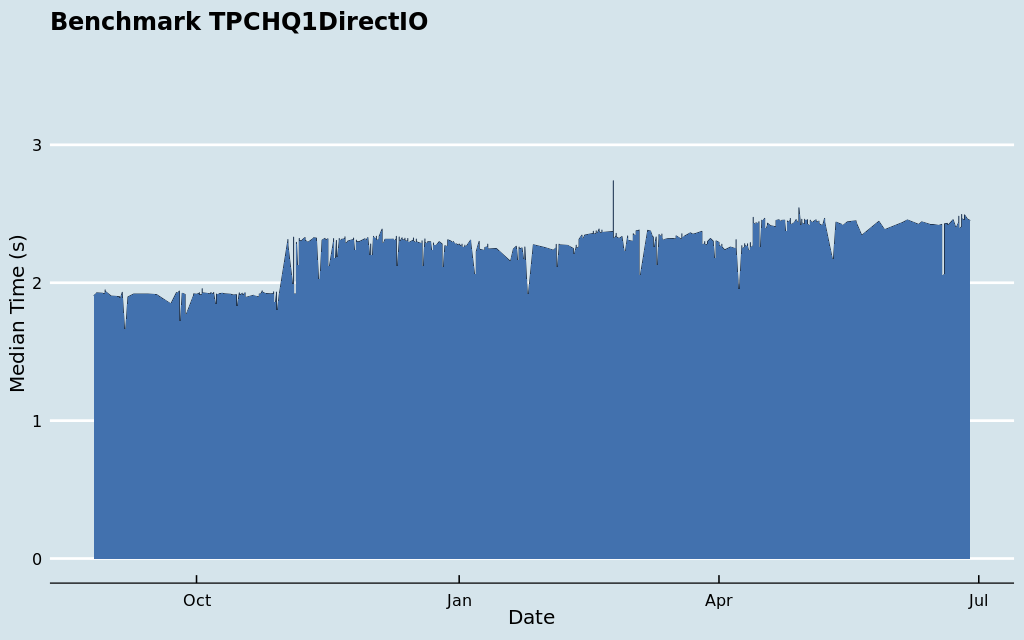 Benchmark TPCHQ1DirectIO
Median Time (s)
3
2
1
0
Oct
Jan
Apr
Jul
Date